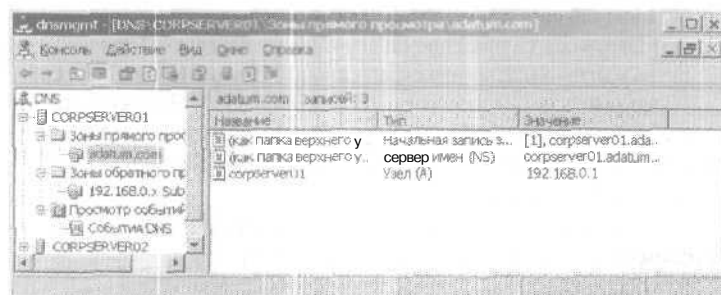 dnsmgmt - [DNS\CORPSERVER01\Зоны прямого просмотра\adatum.com]
Консоль Действие Вид Окно Справка
DNS
CORPSERVER01
Зоны прямого прос
adatum.com
Зоны обратного пр
192.168.0.x Sub
Просмотр событий
События DNS
CORPSERVER02
adatum.com записей: 3
Название Тип Значение
(как папка верхнего у Начальная запись з... [1], corpserver01.ada..
(как папка верхнего у.. сервер имен (NS) corpserver01.adatum...
corpserver01 Узел (A) 192.168.0.1